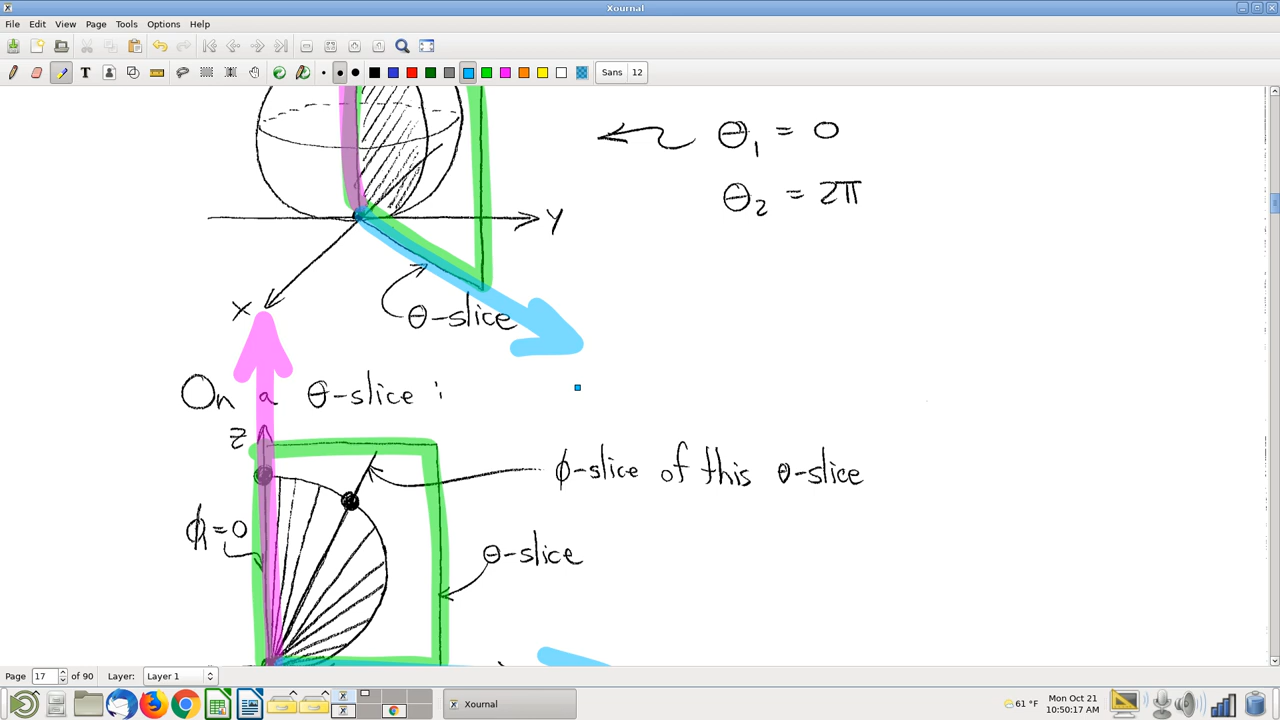 Xournal
File Edit View Page Tools Options Help
Sans 12
θ₁ = 0
θ₂ = 2π
y
x
θ-slice
On a θ-slice :
z
ϕ-slice of this θ-slice
ϕ₁=0
θ-slice
Page 17 of 90 Layer: Layer 1
Xournal
61 °F
Mon Oct 21
10:50:17 AM